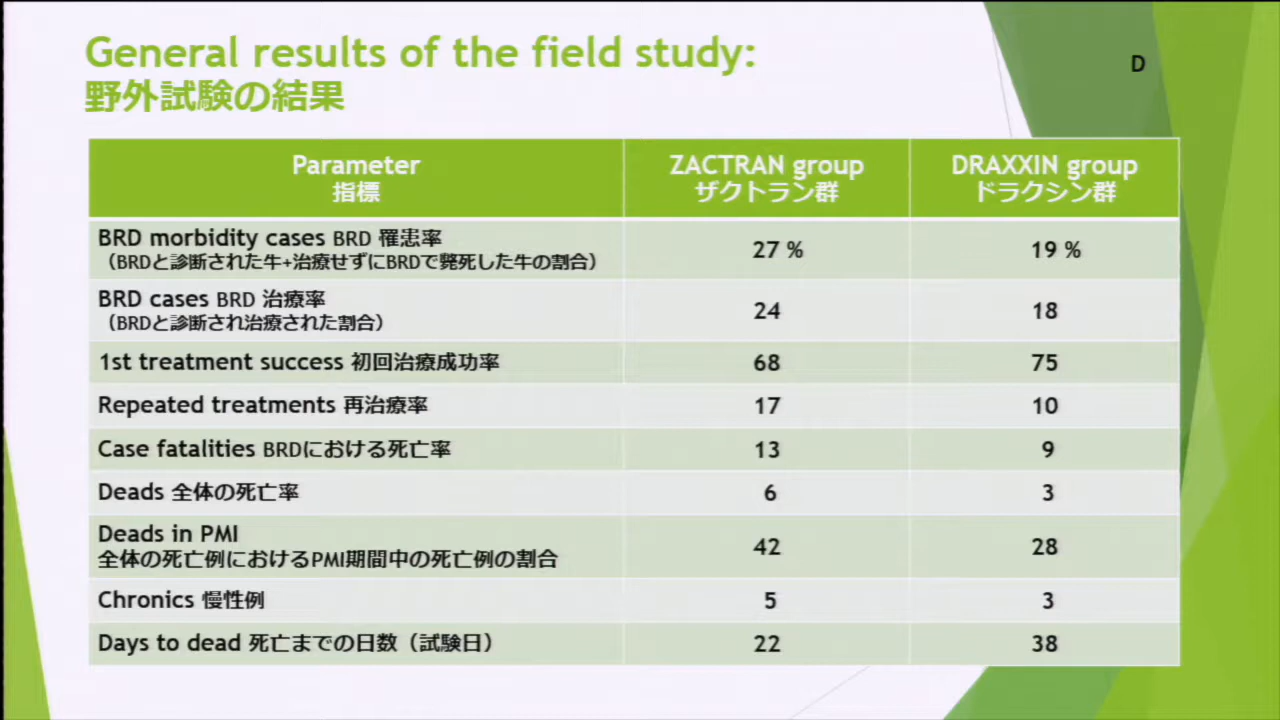 General results of the field study:
野外試験の結果
D
Parameter
指標
ZACTRAN group
ザクトラン群
DRAXXIN group
ドラクシン群
BRD morbidity cases BRD 罹患率
（BRDと診断された牛+治療せずにBRDで斃死した牛の割合）
27 %
19 %
BRD cases BRD 治療率
（BRDと診断され治療された割合）
24
18
1st treatment success 初回治療成功率
68
75
Repeated treatments 再治療率
17
10
Case fatalities BRDにおける死亡率
13
9
Deads 全体の死亡率
6
3
Deads in PMI
全体の死亡例におけるPMI期間中の死亡例の割合
42
28
Chronics 慢性例
5
3
Days to dead 死亡までの日数（試験日）
22
38